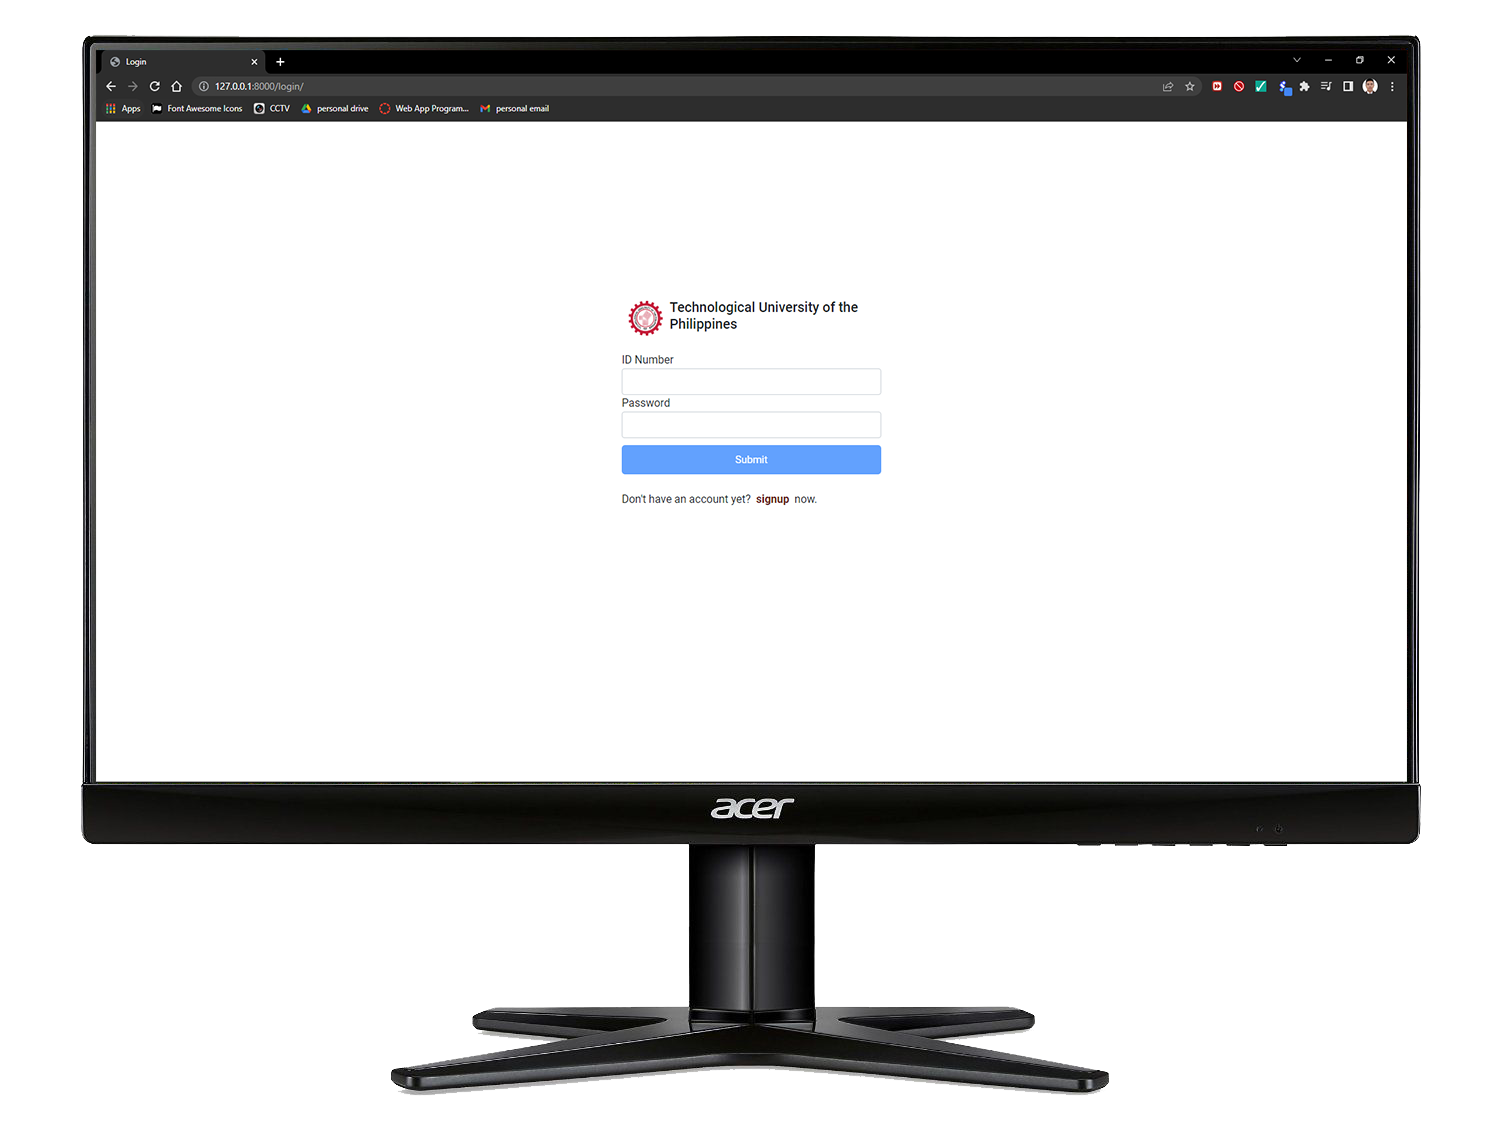 Login
127.0.0.1:8000/login/
Apps Font Awesome Icons CCTV personal drive Web App Program... personal email
Technological University of the
Philippines
ID Number
Password
Submit
Don't have an account yet? signup now.
acer